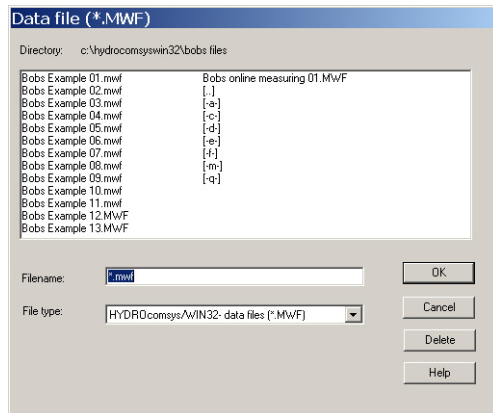 Data file (*.MWF)
Directory: c:\hydrocomsyswin32\bobs files
Bobs Example 01.mwf
Bobs Example 02.mwf
Bobs Example 03.mwf
Bobs Example 04.mwf
Bobs Example 05.mwf
Bobs Example 06.mwf
Bobs Example 07.mwf
Bobs Example 08.mwf
Bobs Example 09.mwf
Bobs Example 10.mwf
Bobs Example 11.mwf
Bobs Example 12.MWF
Bobs Example 13.MWF
Bobs online measuring 01.MWF
[..]
[-a-]
[-c-]
[-d-]
[-e-]
[-f-]
[-m-]
[-q-]
Filename: *.mwf
File type: HYDROcomsys/WIN32- data files (*.MWF)
OK
Cancel
Delete
Help